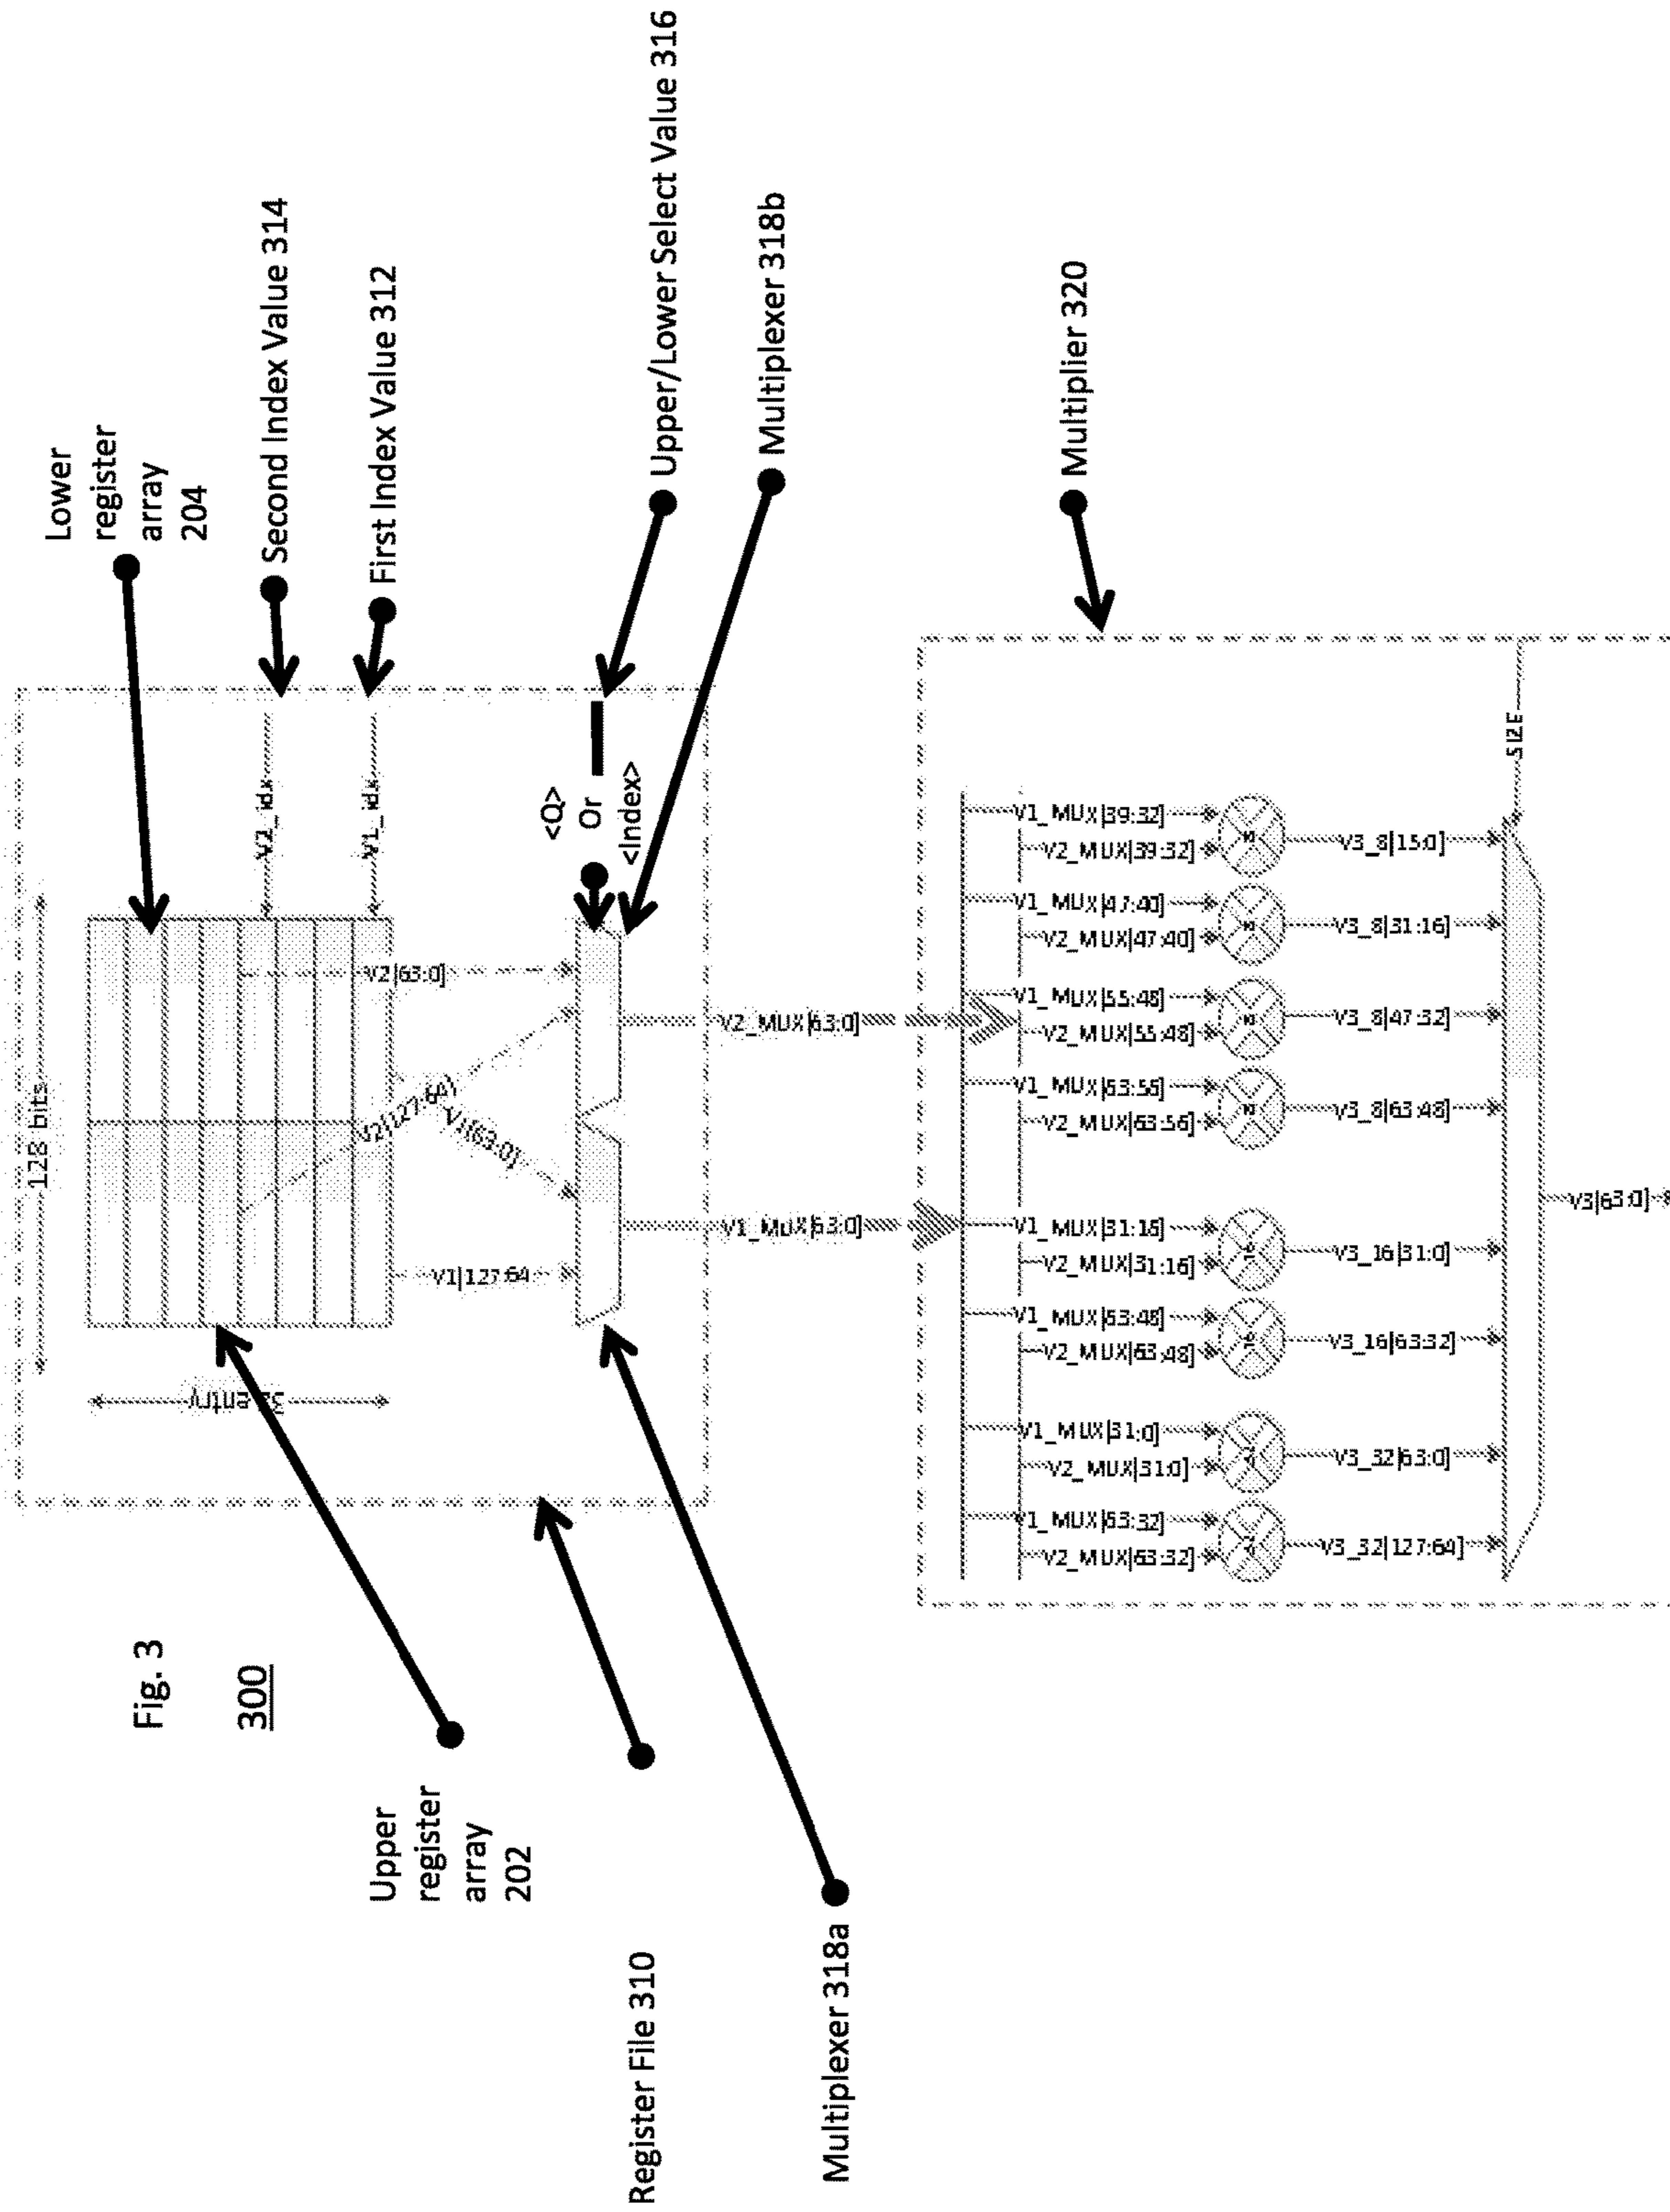 Fig. 3
300
Lower
register
array
204
Second Index Value 314
First Index Value 312
Upper/Lower Select Value 316
Multiplexer 318b
Multiplier 320
Upper
register
array
202
Register File 310
Multiplexer 318a
128 bits
32 entry
V2_idx
V1_idx
<Q>
Or
<Index>
V2[63:0]
V2[127:64]
V1[63:0]
V1[127:64]
V2_MUX[63:0]
V1_MUX[63:0]
V1_MUX[39:32]
V2_MUX[39:32]
V3_8[15:0]
V1_MUX[47:40]
V2_MUX[47:40]
V3_8[31:16]
V1_MUX[55:48]
V2_MUX[55:48]
V3_8[47:32]
V1_MUX[63:56]
V2_MUX[63:56]
V3_8[63:48]
V1_MUX[31:16]
V2_MUX[31:16]
V3_16[31:0]
V1_MUX[63:48]
V2_MUX[63:48]
V3_16[63:32]
V1_MUX[31:0]
V2_MUX[31:0]
V3_32[63:0]
V1_MUX[63:32]
V2_MUX[63:32]
V3_32[127:64]
SIZE
V3[63:0]